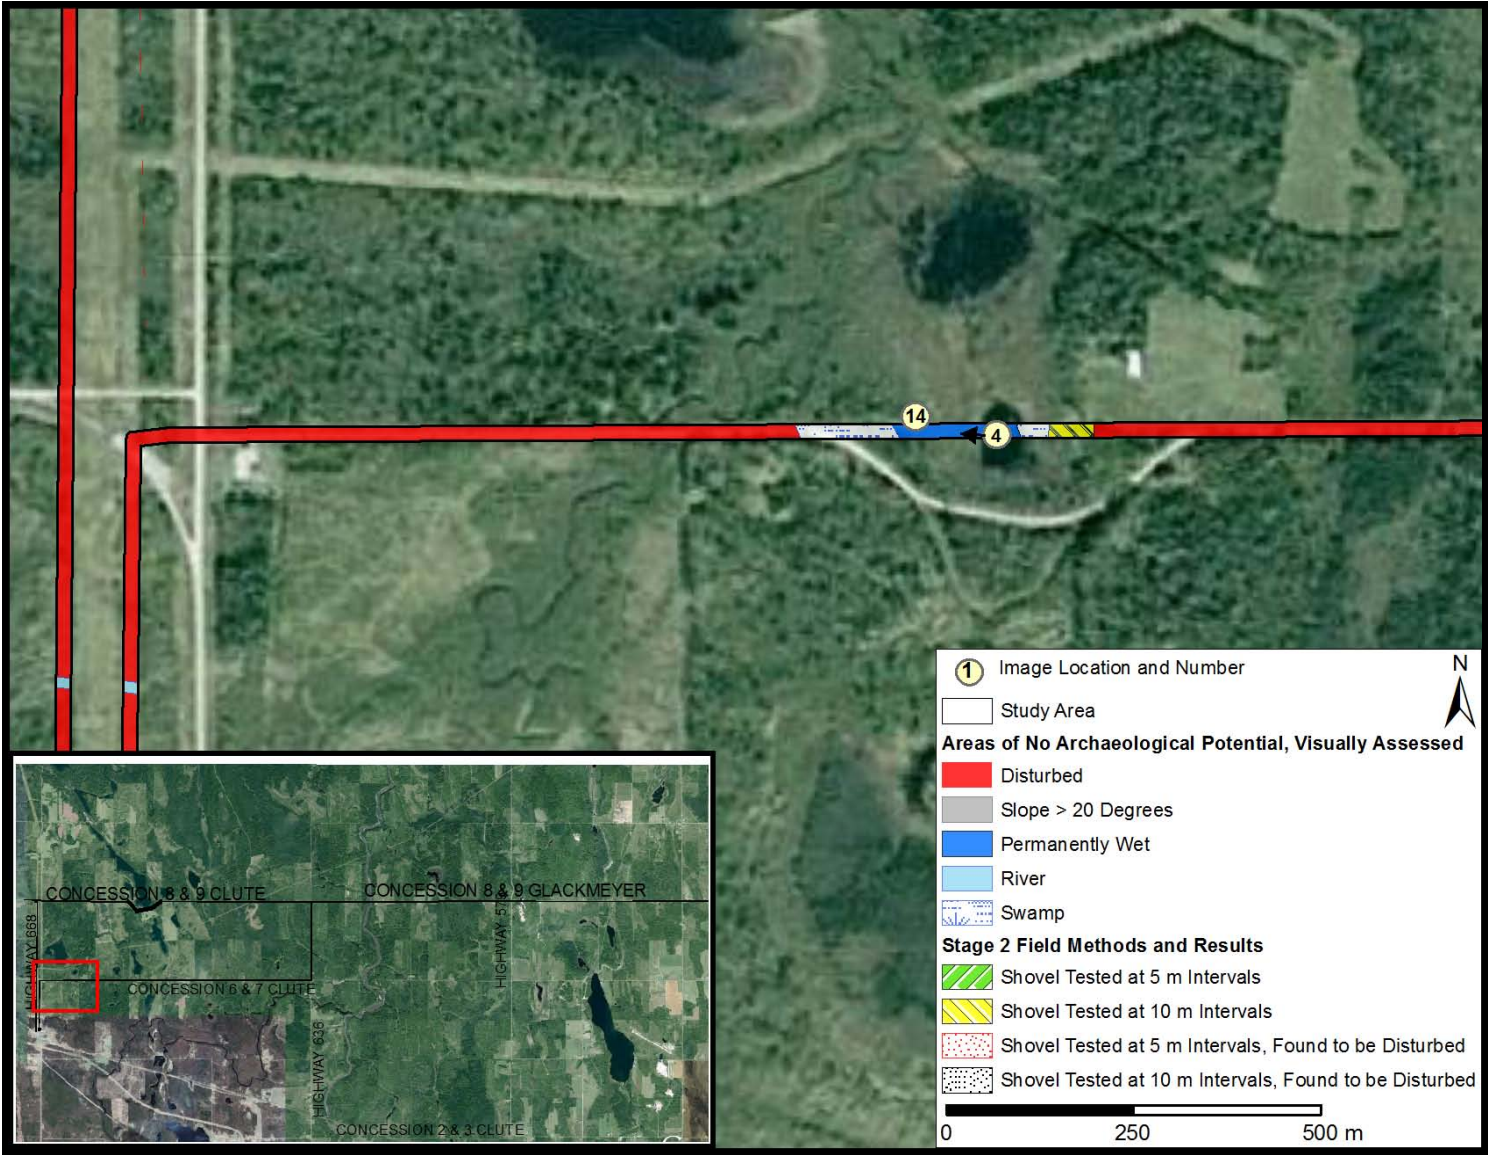 14
4
1 Image Location and Number
N
Study Area
Areas of No Archaeological Potential, Visually Assessed
Disturbed
Slope > 20 Degrees
Permanently Wet
River
Swamp
Stage 2 Field Methods and Results
Shovel Tested at 5 m Intervals
Shovel Tested at 10 m Intervals
Shovel Tested at 5 m Intervals, Found to be Disturbed
Shovel Tested at 10 m Intervals, Found to be Disturbed
0 250 500 m
CONCESSION 8 & 9 CLUTE
CONCESSION 8 & 9 GLACKMEYER
HIGHWAY 668
HIGHWAY
CONCESSION 6 & 7 CLUTE
HIGHWAY 636
CONCESSION 2 & 3 CLUTE